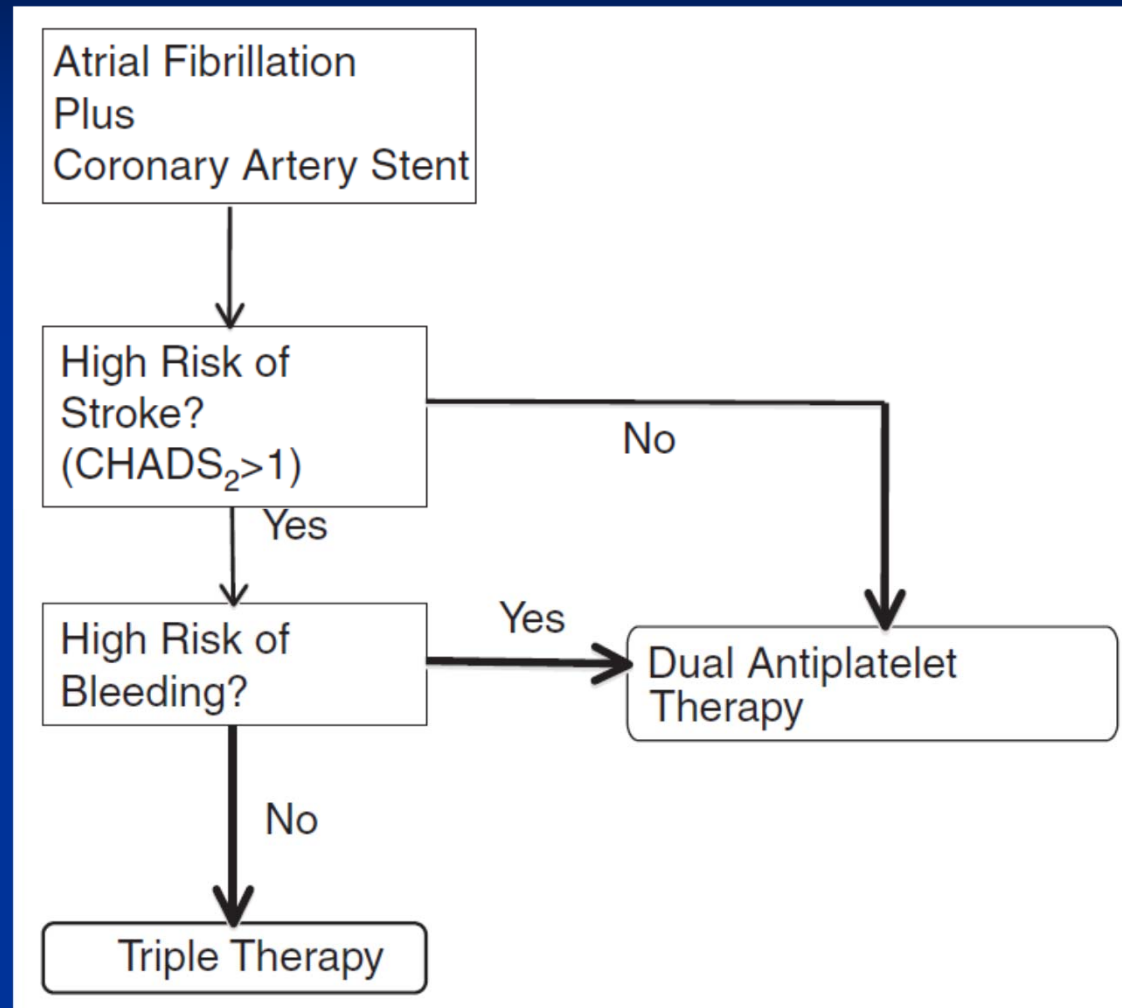 Atrial Fibrillation
Plus
Coronary Artery Stent
High Risk of
Stroke?
(CHADS₂>1)
No
Yes
High Risk of
Bleeding?
Yes
Dual Antiplatelet
Therapy
No
Triple Therapy